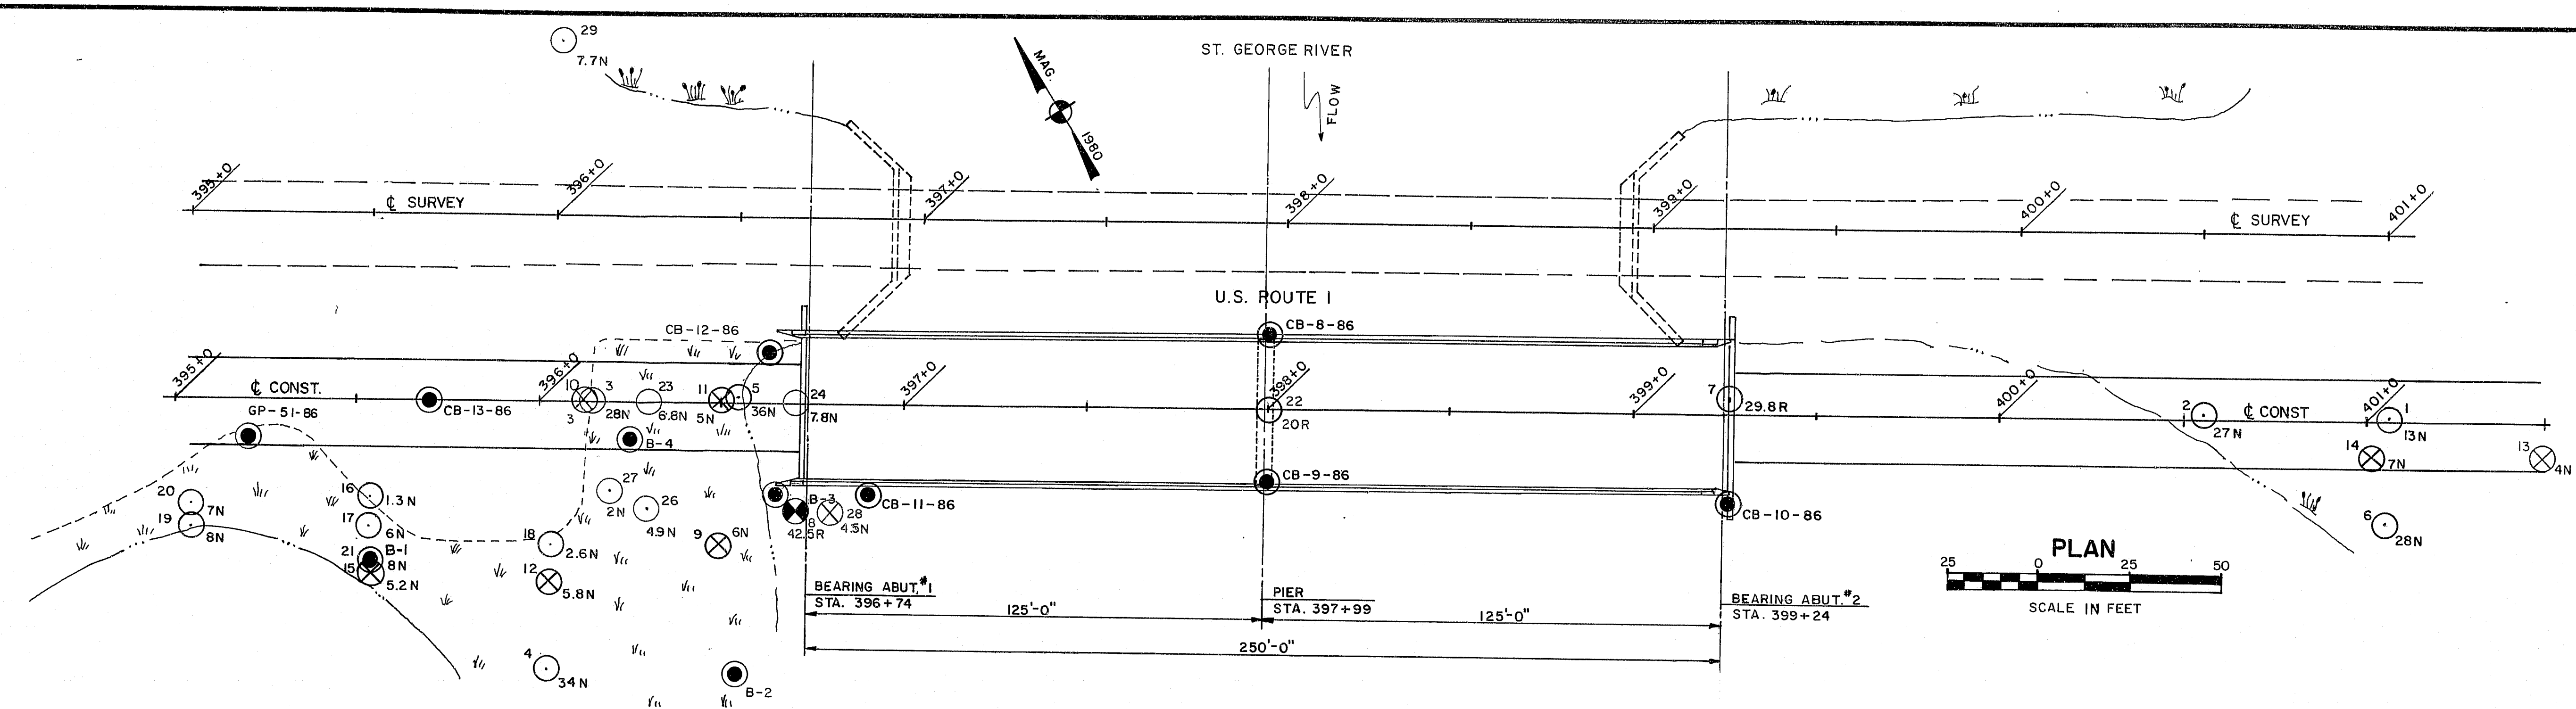 29
7.7N
MAG.
1980
ST. GEORGE RIVER
FLOW
395+0
396+0
397+0
398+0
399+0
400+0
401+0
℄ SURVEY
℄ SURVEY
U.S. ROUTE 1
CB-12-86
CB-8-86
395+0
396+0
397+0
398+0
399+0
400+0
401+0
℄ CONST.
℄ CONST
GP-51-86
CB-13-86
10
3
3
28N
23
6.8N
11
5N
5
36N
24
7.8N
22
20R
7
29.8R
2
27N
1
13N
14
7N
13
4N
B-4
27
2N
26
4.9N
16
1.3N
20
7N
17
6N
19
8N
21
B-1
8N
15
5.2N
18
2.6N
12
5.8N
9
6N
B-3
8
42.5R
28
4.5N
CB-11-86
CB-9-86
CB-10-86
6
28N
4
34N
B-2
BEARING ABUT. #1
STA. 396+74
PIER
STA. 397+99
BEARING ABUT. #2
STA. 399+24
125'-0"
125'-0"
250'-0"
PLAN
25 0 25 50
SCALE IN FEET